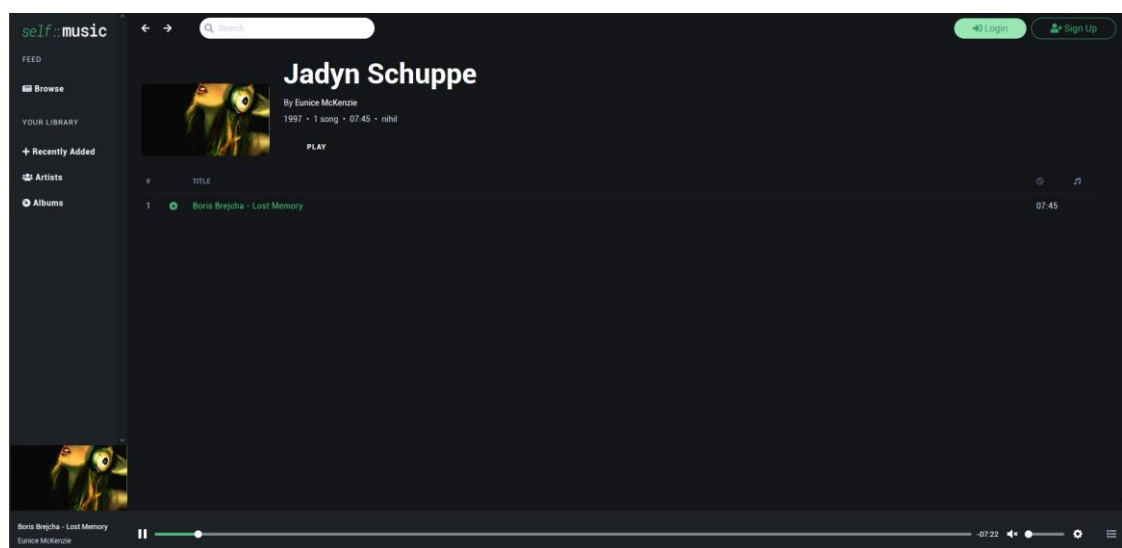 self::music
Search
Login
Sign Up
FEED
Browse
YOUR LIBRARY
Recently Added
Artists
Albums
Jadyn Schuppe
By Eunice McKenzie
1997 • 1 song • 07:45 • nihil
PLAY
# TITLE
1 Boris Brejcha - Lost Memory 07:45
Boris Brejcha - Lost Memory
Eunice McKenzie
-07:22